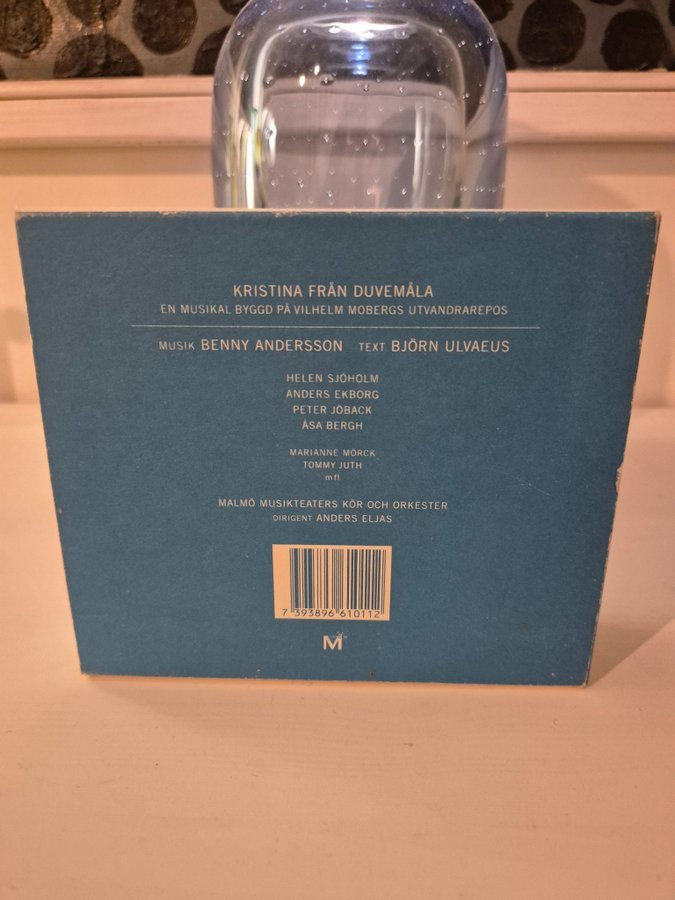 KRISTINA FRÅN DUVEMÅLA
EN MUSIKAL BYGGD PÅ VILHELM MOBERGS UTVANDRAREPOS
MUSIK BENNY ANDERSSON TEXT BJÖRN ULVAEUS
HELEN SJÖHOLM
ANDERS EKBORG
PETER JÖBACK
ÅSA BERGH
MARIANNE MÖRCK
TOMMY JUTH
mfl
MALMÖ MUSIKTEATERS KÖR OCH ORKESTER
DIRIGENT ANDERS ELJAS
7 393896 610112
M